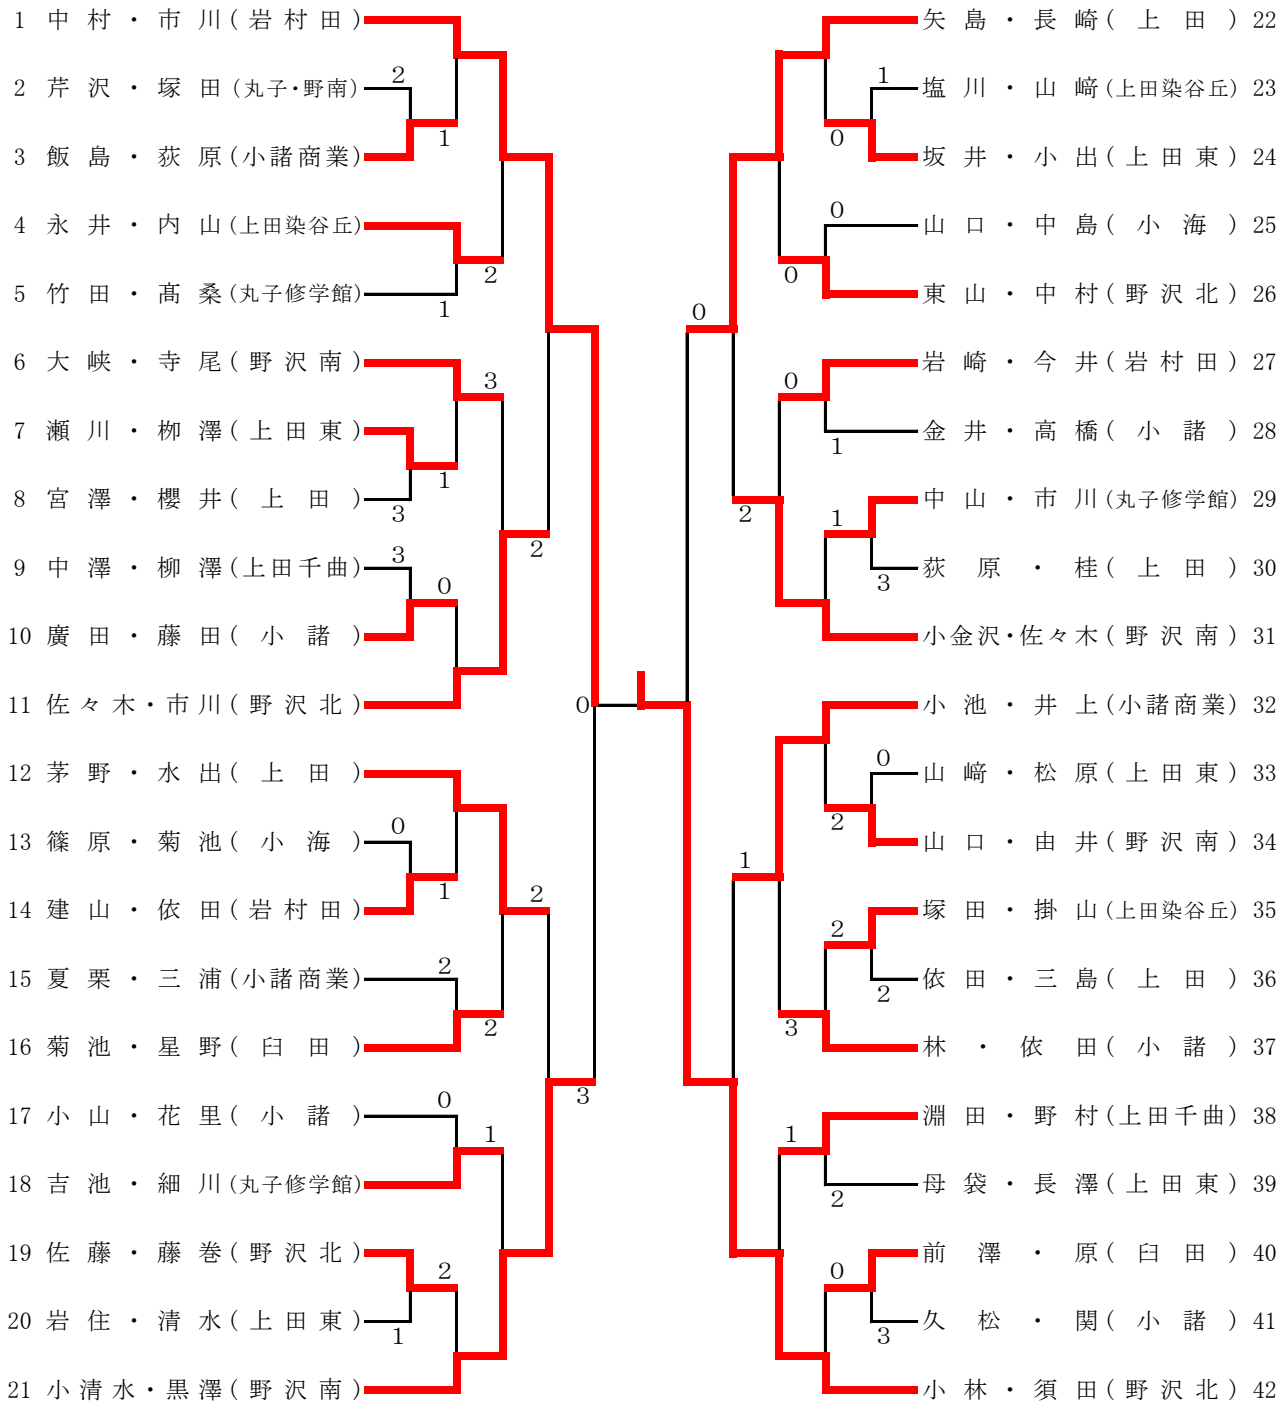 1 中村・市川(岩村田)
2 芹沢・塚田(丸子・野南)
2
3 飯島・荻原(小諸商業)
1
4 永井・内山(上田染谷丘)
2
5 竹田・髙桑(丸子修学館)
1
6 大峡・寺尾(野沢南)
3
7 瀬川・栁澤(上田東)
1
8 宮澤・櫻井(上田)
3
2
9 中澤・柳澤(上田千曲)
3
0
10 廣田・藤田(小諸)
11 佐々木・市川(野沢北)
0
12 茅野・水出(上田)
13 篠原・菊池(小海)
0
1
2
14 建山・依田(岩村田)
15 夏栗・三浦(小諸商業)
2
2
16 菊池・星野(臼田)
3
17 小山・花里(小諸)
0
1
18 吉池・細川(丸子修学館)
19 佐藤・藤巻(野沢北)
2
20 岩住・清水(上田東)
1
21 小清水・黒澤(野沢南)
矢島・長崎(上田) 22
1
塩川・山﨑(上田染谷丘) 23
0
坂井・小出(上田東) 24
0
山口・中島(小海) 25
0
東山・中村(野沢北) 26
0
岩崎・今井(岩村田) 27
0
金井・高橋(小諸) 28
1
中山・市川(丸子修学館) 29
2
1
荻原・桂(上田) 30
3
小金沢・佐々木(野沢南) 31
小池・井上(小諸商業) 32
0
山﨑・松原(上田東) 33
2
山口・由井(野沢南) 34
1
塚田・掛山(上田染谷丘) 35
2
依田・三島(上田) 36
2
3
林・依田(小諸) 37
淵田・野村(上田千曲) 38
1
母袋・長澤(上田東) 39
2
前澤・原(臼田) 40
0
久松・関(小諸) 41
3
小林・須田(野沢北) 42